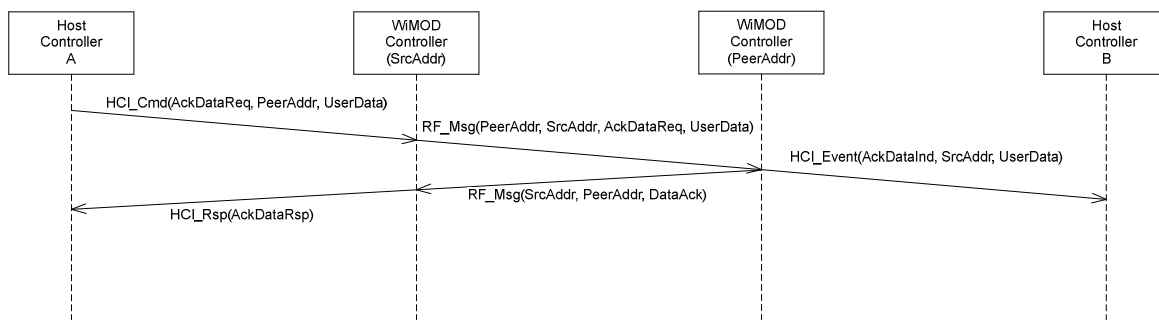 Host
Controller
A
WiMOD
Controller
(SrcAddr)
WiMOD
Controller
(PeerAddr)
Host
Controller
B
HCI_Cmd(AckDataReq, PeerAddr, UserData)
RF_Msg(PeerAddr, SrcAddr, AckDataReq, UserData)
HCI_Event(AckDataInd, SrcAddr, UserData)
RF_Msg(SrcAddr, PeerAddr, DataAck)
HCI_Rsp(AckDataRsp)